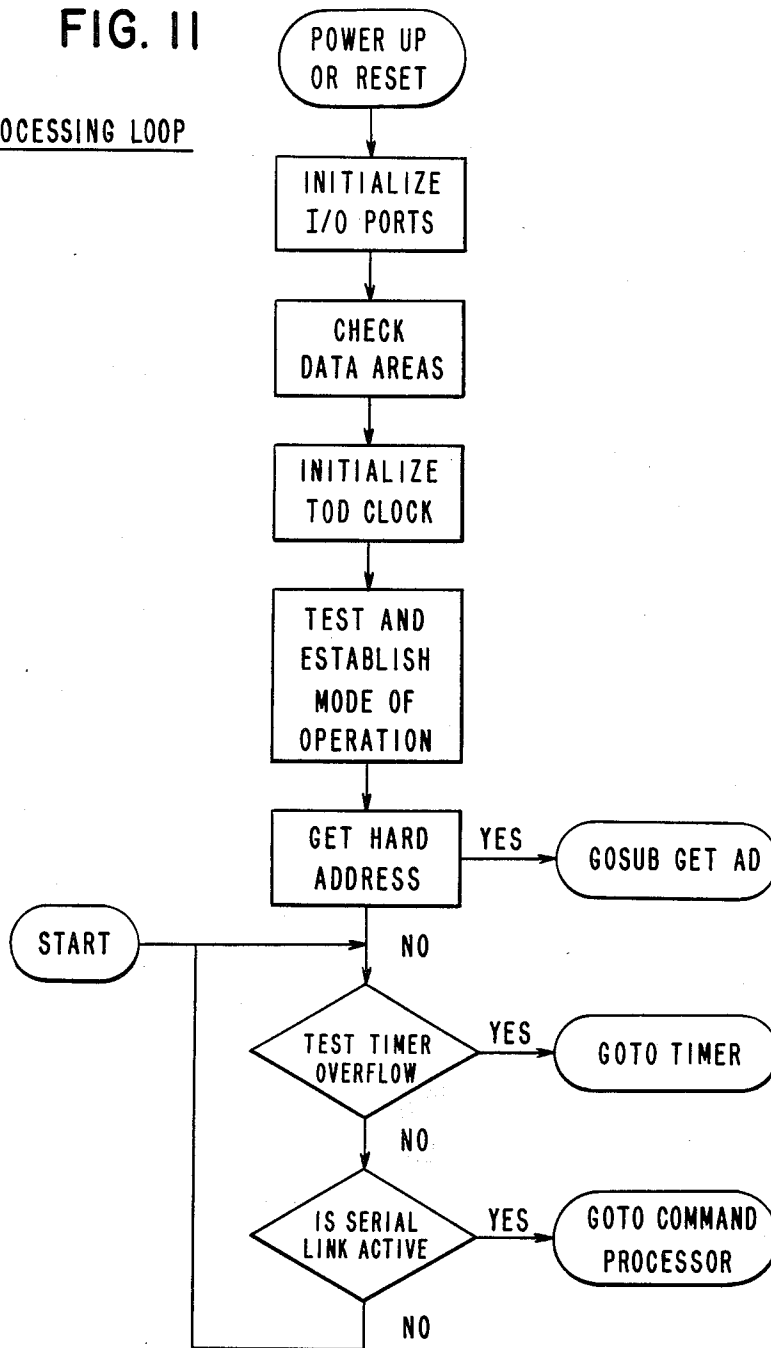 FIG. 11
POWER UP
OR RESET
OCESSING LOOP
INITIALIZE
I/O PORTS
CHECK
DATA AREAS
INITIALIZE
TOD CLOCK
TEST AND
ESTABLISH
MODE OF
OPERATION
GET HARD
ADDRESS
YES
GOSUB GET AD
START
NO
TEST TIMER
OVERFLOW
YES
GOTO TIMER
NO
IS SERIAL
LINK ACTIVE
YES
GOTO COMMAND
PROCESSOR
NO